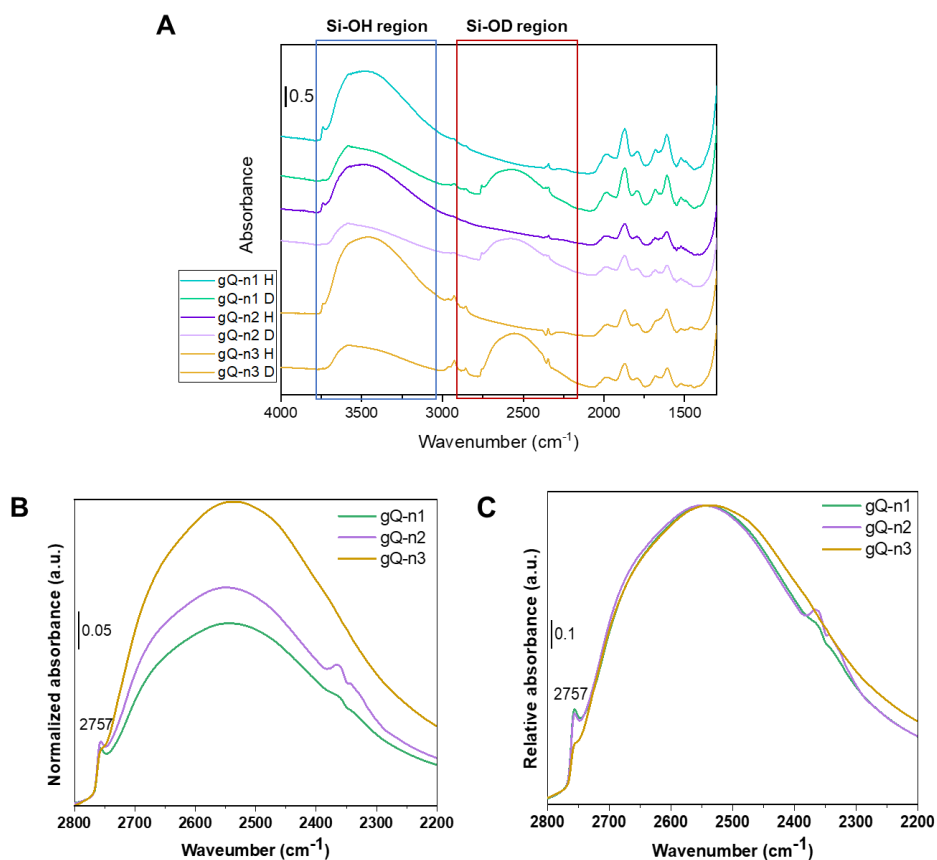 A
Si-OH region
Si-OD region
0.5
Absorbance
gQ-n1 H
gQ-n1 D
gQ-n2 H
gQ-n2 D
gQ-n3 H
gQ-n3 D
4000 3500 3000 2500 2000 1500
Wavenumber (cm⁻¹)
B
Normalized absorbance (a.u.)
gQ-n1
gQ-n2
gQ-n3
0.05
2757
2800 2700 2600 2500 2400 2300 2200
Waveumber (cm⁻¹)
C
Relative absorbance (a.u.)
gQ-n1
gQ-n2
gQ-n3
0.1
2757
2800 2700 2600 2500 2400 2300 2200
Wavenumber (cm⁻¹)